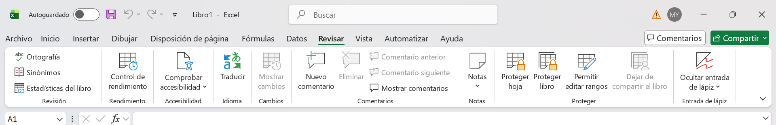 Autoguardado Libro1 - Excel Buscar MY
Archivo Inicio Insertar Dibujar Disposición de página Fórmulas Datos Revisar Vista Automatizar Ayuda Comentarios Compartir
Ortografía
Sinónimos
Estadísticas del libro
Revisión
Control de
rendimiento
Rendimiento
Comprobar
accesibilidad
Accesibilidad
Traducir
Idioma
Mostrar
cambios
Cambios
Nuevo
comentario
Eliminar
Comentario anterior
Comentario siguiente
Mostrar comentarios
Comentarios
Notas
Notas
Proteger
hoja
Proteger
libro
Permitir
editar rangos
Dejar de
compartir el libro
Proteger
Ocultar entrada
de lápiz
Entrada de lápiz
A1 fx